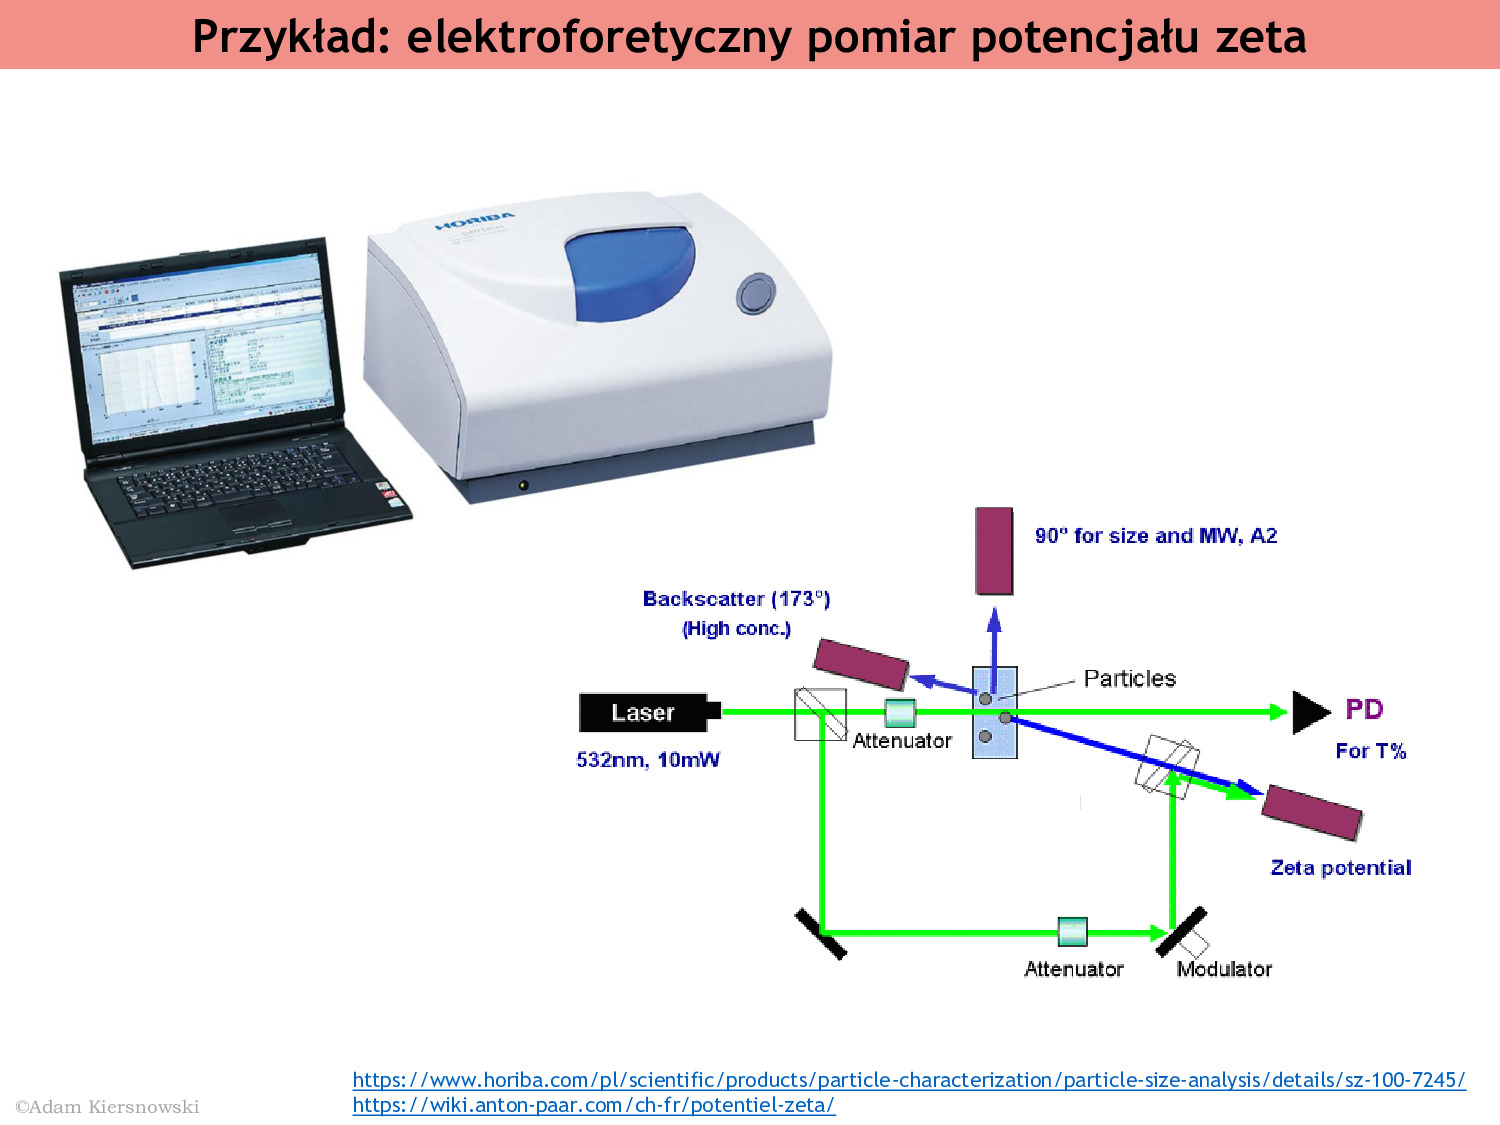 Przykład: elektroforetyczny pomiar potencjału zeta
HORIBA
90° for size and MW, A2
Backscatter (173°)
(High conc.)
Particles
Laser
PD
Attenuator
For T%
532nm, 10mW
Zeta potential
Attenuator
Modulator
https://www.horiba.com/pl/scientific/products/particle-characterization/particle-size-analysis/details/sz-100-7245/
https://wiki.anton-paar.com/ch-fr/potentiel-zeta/
©Adam Kiersnowski